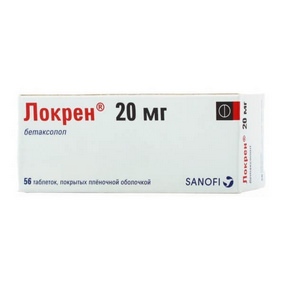 Локрен® 20 мг
бетаксолол
56 таблеток, покрытых плёночной оболочкой
SANOFI
Локрен®
20 мг